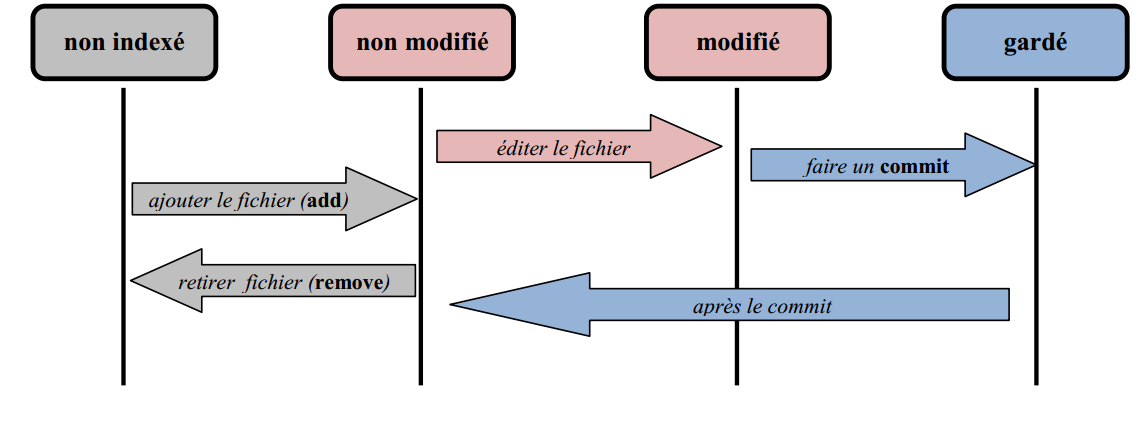 non indexé
non modifié
modifié
gardé
éditer le fichier
faire un commit
ajouter le fichier (add)
retirer fichier (remove)
après le commit